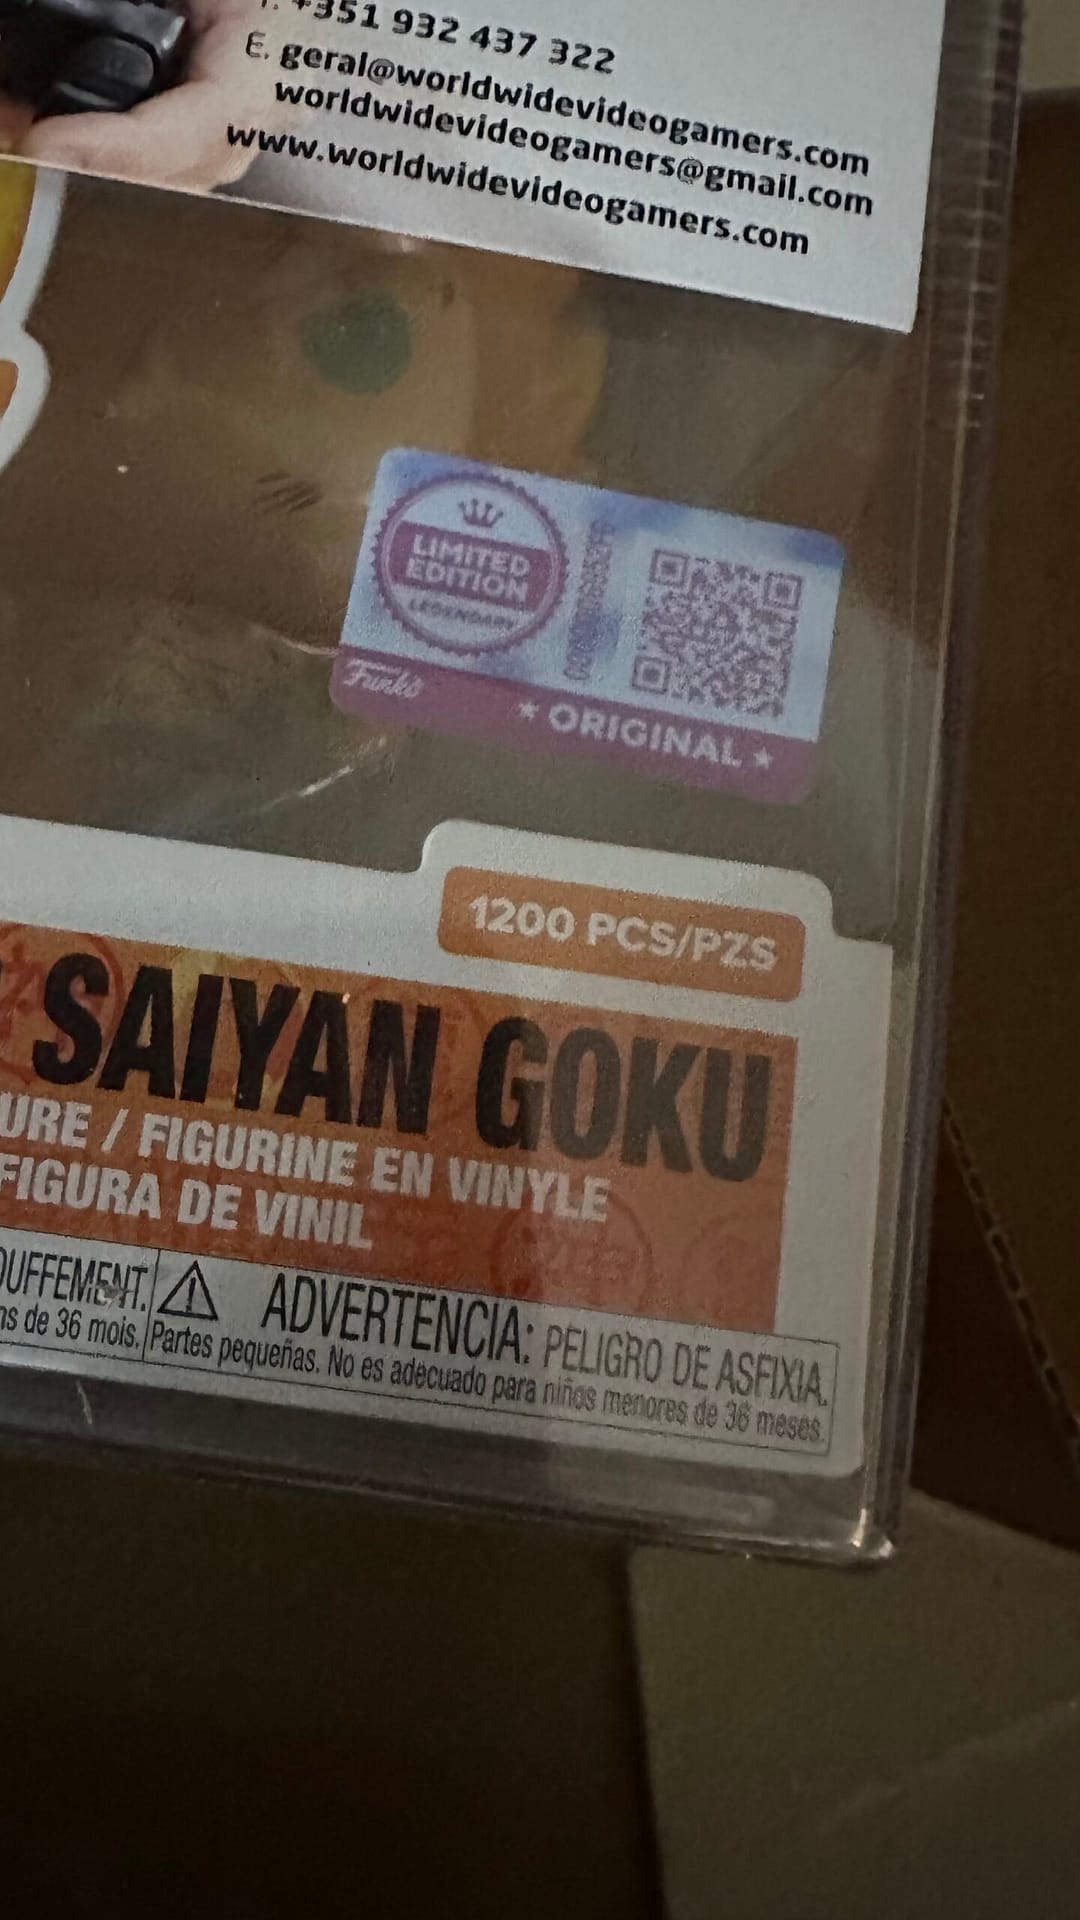 +351 932 437 322
E. geral@worldwidevideogamers.com
worldwidevideogamers@gmail.com
www.worldwidevideogamers.com
LIMITED
EDITION
LEGENDARY
Funko
★ ORIGINAL ★
1200 PCS/PZS
SAIYAN GOKU
URE / FIGURINE EN VINYLE
FIGURA DE VINIL
OUFFEMENT.
ns de 36 mois.
ADVERTENCIA: PELIGRO DE ASFIXIA.
Partes pequeñas. No es adecuado para niños menores de 36 meses.